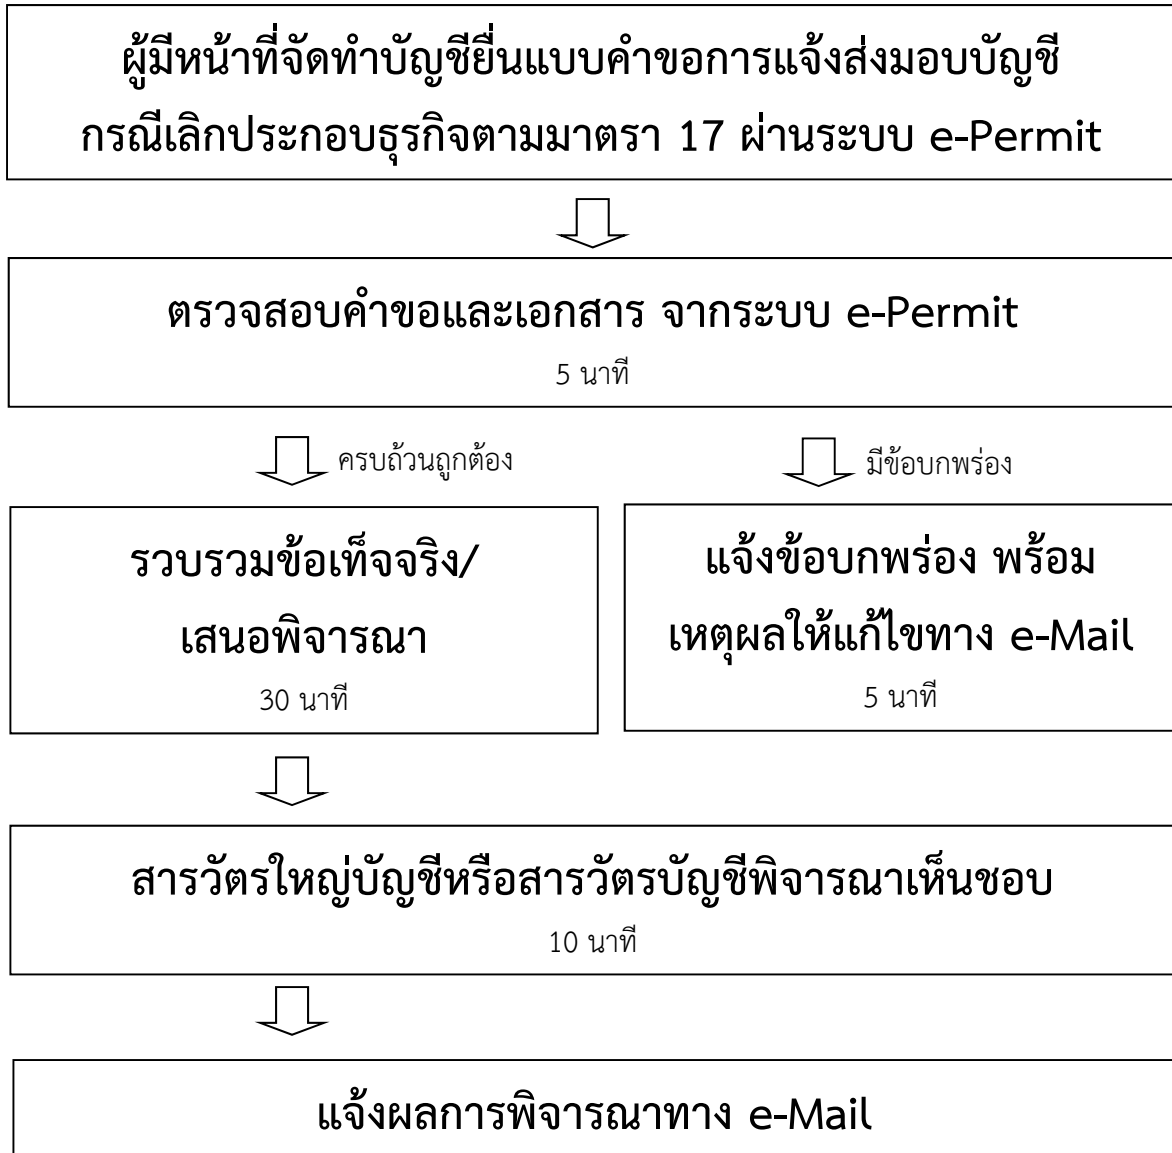 ผู้มีหน้าที่จัดทำบัญชียื่นแบบคำขอการแจ้งส่งมอบบัญชี
กรณีเลิกประกอบธุรกิจตามมาตรา 17 ผ่านระบบ e-Permit
ตรวจสอบคำขอและเอกสาร จากระบบ e-Permit
5 นาที
ครบถ้วนถูกต้อง
มีข้อบกพร่อง
รวบรวมข้อเท็จจริง/
เสนอพิจารณา
30 นาที
แจ้งข้อบกพร่อง พร้อม
เหตุผลให้แก้ไขทาง e-Mail
5 นาที
สารวัตรใหญ่บัญชีหรือสารวัตรบัญชีพิจารณาเห็นชอบ
10 นาที
แจ้งผลการพิจารณาทาง e-Mail